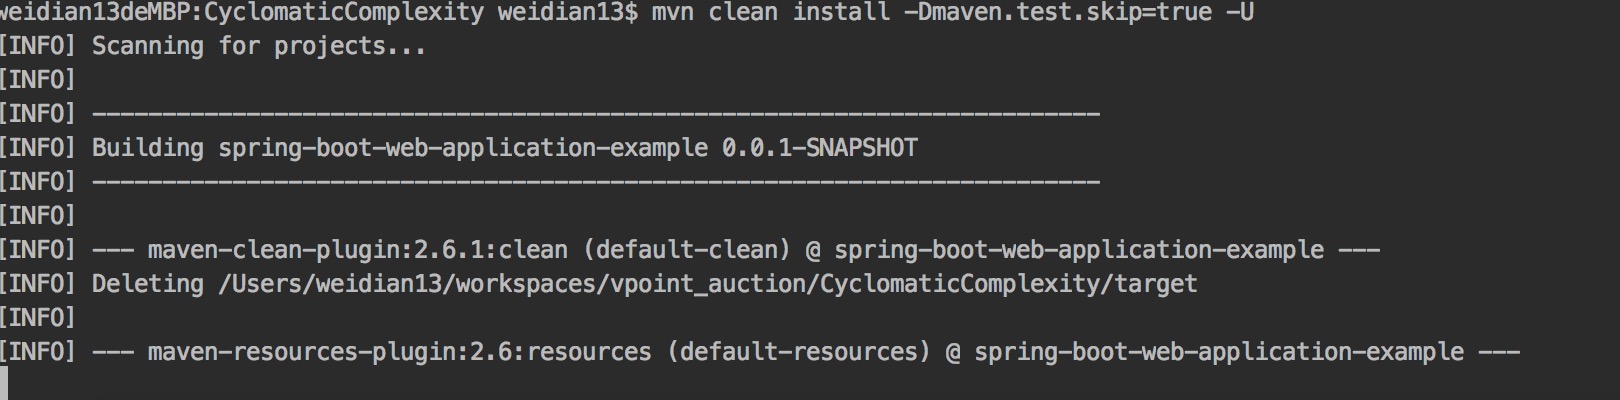 weidian13deMBP:CyclomaticComplexity weidian13$ mvn clean install -Dmaven.test.skip=true -U
[INFO] Scanning for projects...
[INFO]
[INFO] ------------------------------------------------------------------------
[INFO] Building spring-boot-web-application-example 0.0.1-SNAPSHOT
[INFO] ------------------------------------------------------------------------
[INFO]
[INFO] --- maven-clean-plugin:2.6.1:clean (default-clean) @ spring-boot-web-application-example ---
[INFO] Deleting /Users/weidian13/workspaces/vpoint_auction/CyclomaticComplexity/target
[INFO]
[INFO] --- maven-resources-plugin:2.6:resources (default-resources) @ spring-boot-web-application-example ---